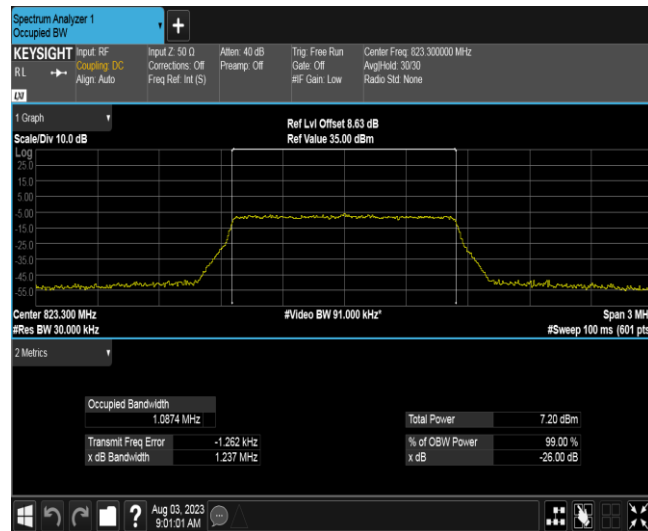 Spectrum Analyzer 1
Occupied BW
+
KEYSIGHT
RL
LXI
Input: RF
Coupling: DC
Align: Auto
Input Z: 50 Ω
Corrections: Off
Freq Ref: Int (S)
Atten: 40 dB
Preamp: Off
Trig: Free Run
Gate: Off
#IF Gain: Low
Center Freq: 823.300000 MHz
Avg|Hold: 30/30
Radio Std: None
1 Graph
Scale/Div 10.0 dB
Ref Lvl Offset 8.63 dB
Ref Value 35.00 dBm
Log
25.0
15.0
5.00
-5.00
-15.0
-25.0
-35.0
-45.0
-55.0
Center 823.300 MHz
#Res BW 30.000 kHz
#Video BW 91.000 kHz*
Span 3 MH
#Sweep 100 ms (601 pts
2 Metrics
Occupied Bandwidth
1.0874 MHz
Transmit Freq Error -1.262 kHz
x dB Bandwidth 1.237 MHz
Total Power 7.20 dBm
% of OBW Power 99.00 %
x dB -26.00 dB
?
Aug 03, 2023
9:01:01 AM